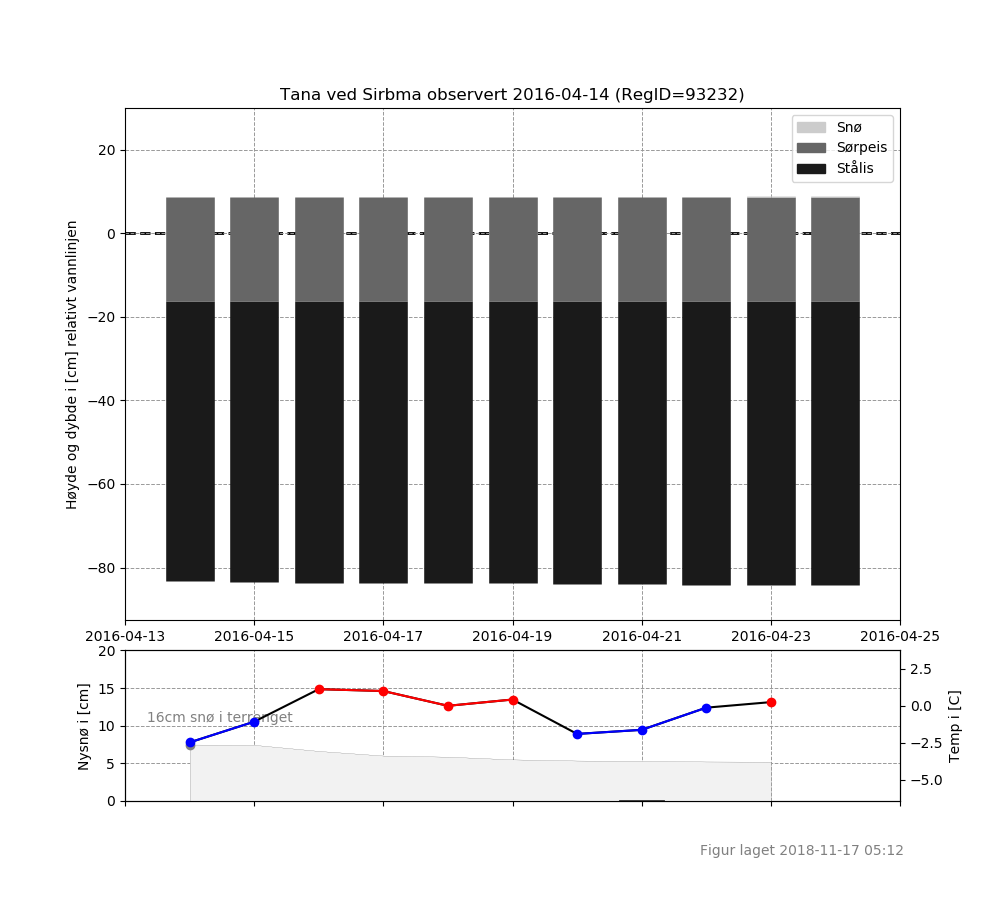 Tana ved Sirbma observert 2016-04-14 (RegID=93232)
Snø
Sørpeis
Stålis
Høyde og dybde i [cm] relativt vannlinjen
20
0
−20
−40
−60
−80
2016-04-13 2016-04-15 2016-04-17 2016-04-19 2016-04-21 2016-04-23 2016-04-25
Nysnø i [cm]
20
15
10
5
0
16cm snø i terrenget
2.5
0.0
−2.5
−5.0
Temp i [C]
Figur laget 2018-11-17 05:12